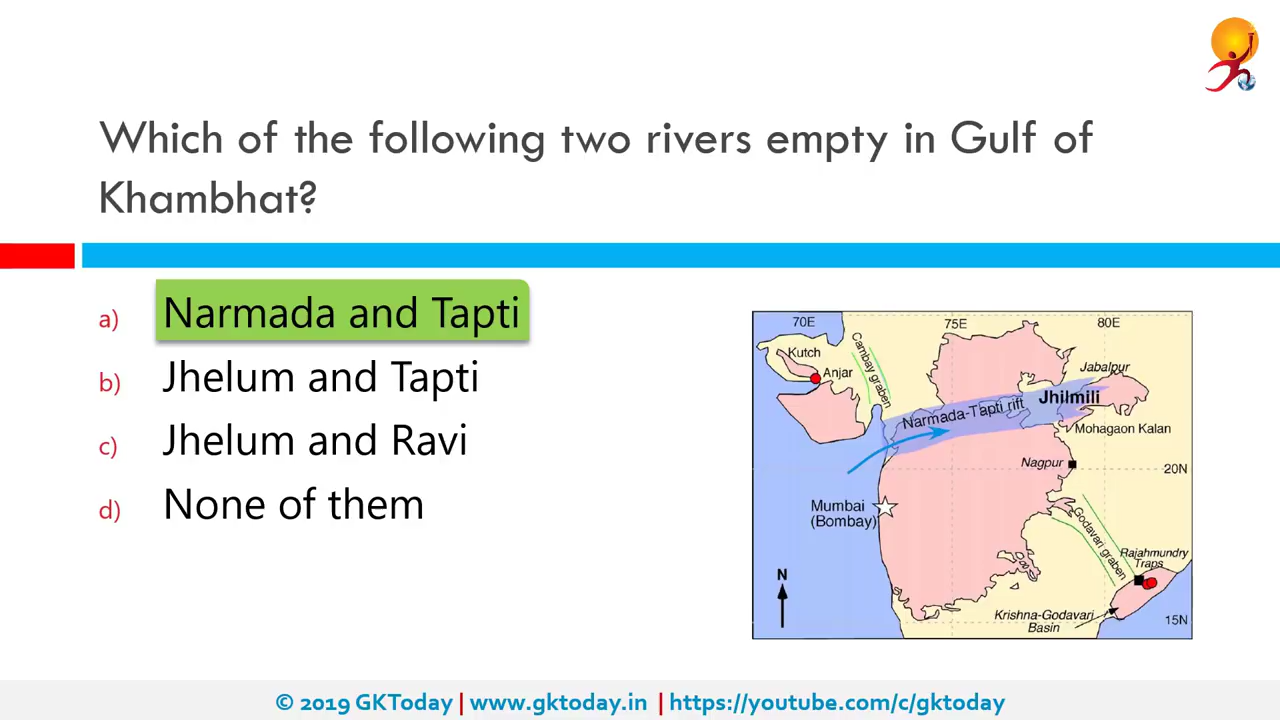 Which of the following two rivers empty in Gulf of
Khambhat?
a) Narmada and Tapti
b) Jhelum and Tapti
c) Jhelum and Ravi
d) None of them
70E
75E
80E
Kutch
Anjar
Cambay graben
Jabalpur
Jhilmili
Narmada-Tapti rift
Mohagaon Kalan
Nagpur
20N
Mumbai
(Bombay)
Godavari graben
Rajahmundry
Traps
N
Krishna-Godavari
Basin
15N
© 2019 GKToday | www.gktoday.in | https://youtube.com/c/gktoday